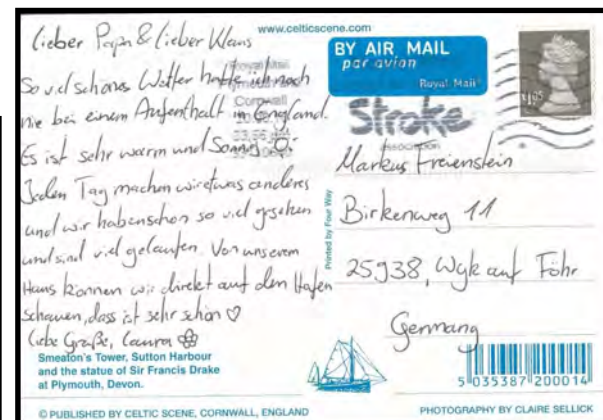 www.celticscene.com
lieber Papa & lieber Klaus
So viel schönes Wetter hatte ich noch
nie bei einem Aufenthalt in England.
Es ist sehr warm und Sonnig
Jeden Tag machen wir etwas anderes
und wir haben schon so viel gesehen
und sind viel gelaufen. Von unserem
Haus können wir direkt auf den Hafen
schauen, dass ist sehr schön ♡
liebe Grüße, Laura
Smeaton's Tower, Sutton Harbour
and the statue of Sir Francis Drake
at Plymouth, Devon.
© PUBLISHED BY CELTIC SCENE, CORNWALL, ENGLAND
Printed by Four Way
BY AIR MAIL
par avion
Royal Mail
Royal Mail
Cornwall
Stroke
Association
Markus Freienstein
Birkenweg 11
25938, Wyk auf Föhr
Germany
5 035387 200014
PHOTOGRAPHY BY CLAIRE SELLICK